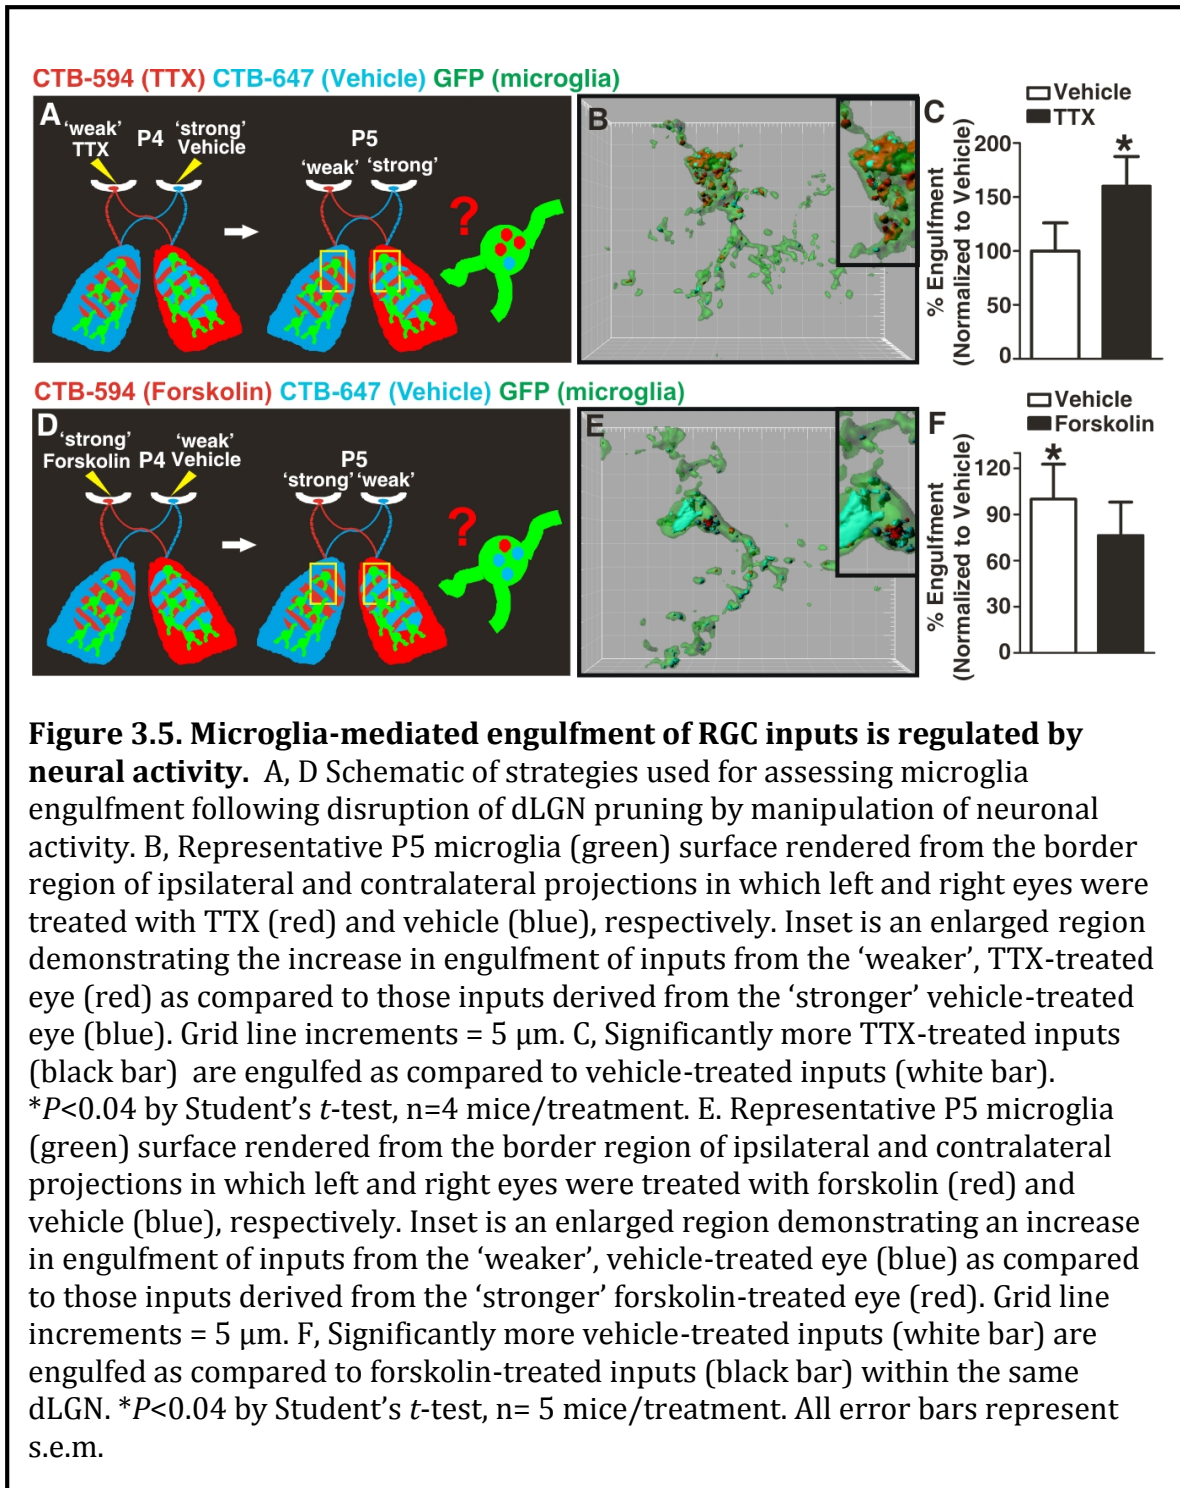 CTB-594 (TTX) CTB-647 (Vehicle) GFP (microglia)
A
'weak'
TTX
P4
'strong'
Vehicle
P5
'weak' 'strong'
?
B
C
Vehicle
TTX
% Engulfment
(Normalized to Vehicle)
200
150
100
50
0
*
CTB-594 (Forskolin) CTB-647 (Vehicle) GFP (microglia)
D
'strong'
Forskolin
P4
'weak'
Vehicle
P5
'strong' 'weak'
?
E
F
Vehicle
Forskolin
% Engulfment
(Normalized to Vehicle)
120
90
60
30
0
*
Figure 3.5. Microglia-mediated engulfment of RGC inputs is regulated by
neural activity. A, D Schematic of strategies used for assessing microglia
engulfment following disruption of dLGN pruning by manipulation of neuronal
activity. B, Representative P5 microglia (green) surface rendered from the border
region of ipsilateral and contralateral projections in which left and right eyes were
treated with TTX (red) and vehicle (blue), respectively. Inset is an enlarged region
demonstrating the increase in engulfment of inputs from the ‘weaker’, TTX-treated
eye (red) as compared to those inputs derived from the ‘stronger’ vehicle-treated
eye (blue). Grid line increments = 5 μm. C, Significantly more TTX-treated inputs
(black bar) are engulfed as compared to vehicle-treated inputs (white bar).
*P<0.04 by Student’s t-test, n=4 mice/treatment. E. Representative P5 microglia
(green) surface rendered from the border region of ipsilateral and contralateral
projections in which left and right eyes were treated with forskolin (red) and
vehicle (blue), respectively. Inset is an enlarged region demonstrating an increase
in engulfment of inputs from the ‘weaker’, vehicle-treated eye (blue) as compared
to those inputs derived from the ‘stronger’ forskolin-treated eye (red). Grid line
increments = 5 μm. F, Significantly more vehicle-treated inputs (white bar) are
engulfed as compared to forskolin-treated inputs (black bar) within the same
dLGN. *P<0.04 by Student’s t-test, n= 5 mice/treatment. All error bars represent
s.e.m.